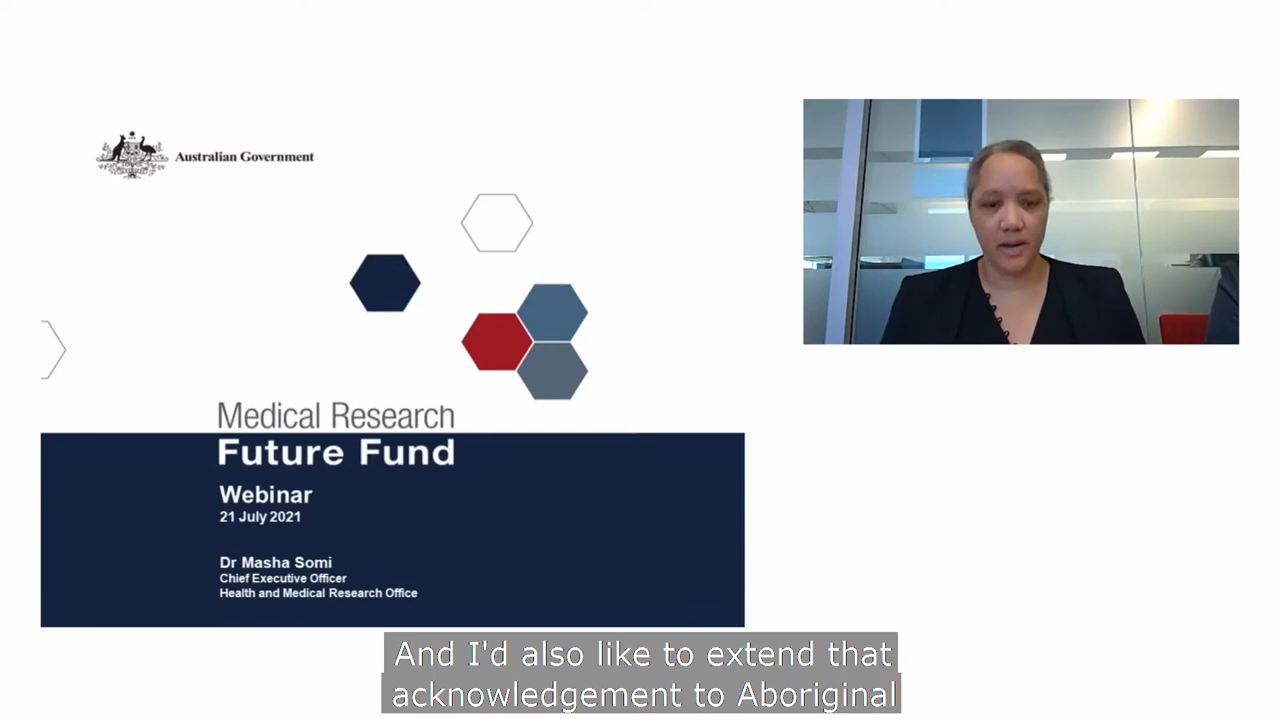 Australian Government
Medical Research
Future Fund
Webinar
21 July 2021
Dr Masha Somi
Chief Executive Officer
Health and Medical Research Office
And I'd also like to extend that
acknowledgement to Aboriginal